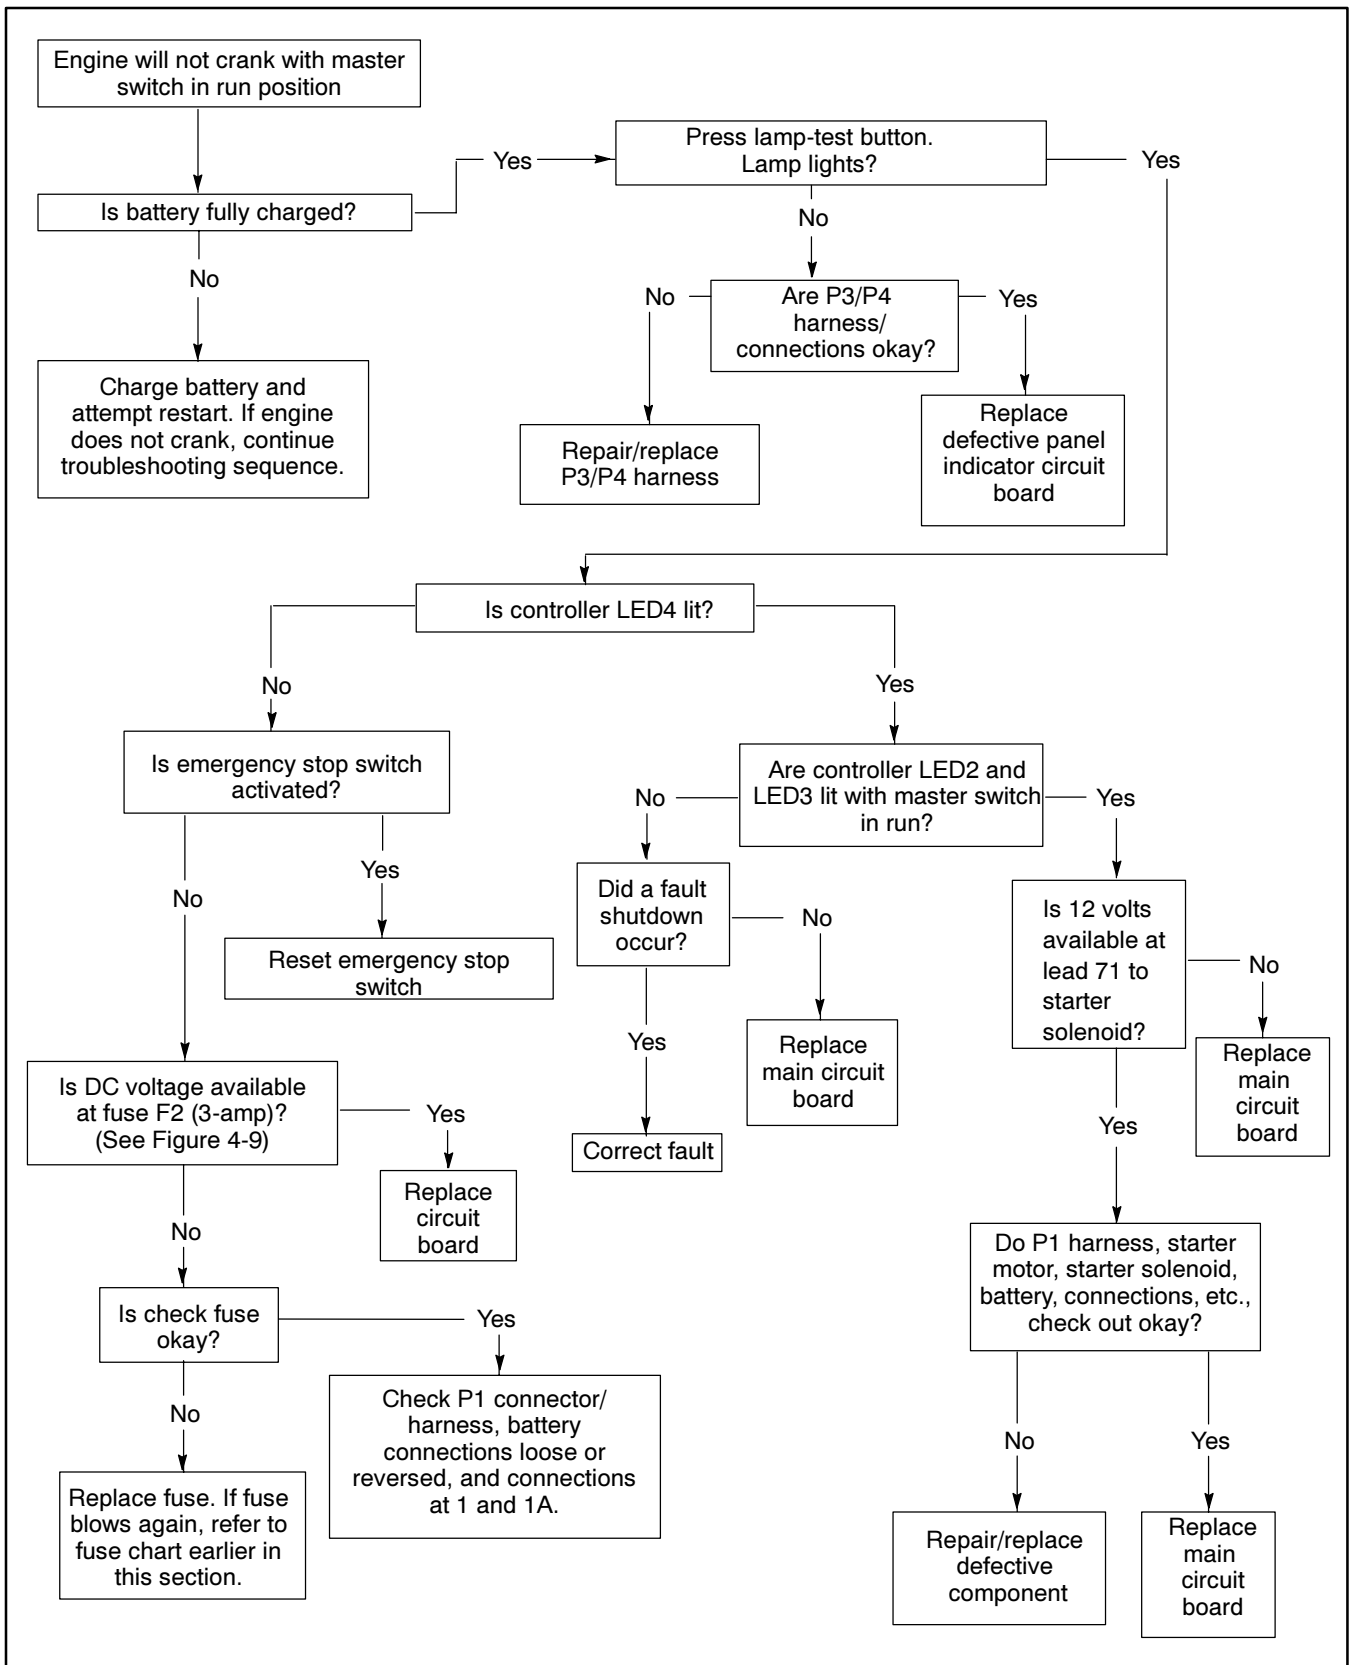 Engine will not crank with master
switch in run position
Is battery fully charged?
Yes
No
Charge battery and
attempt restart. If engine
does not crank, continue
troubleshooting sequence.
Press lamp-test button.
Lamp lights?
Yes
No
Are P3/P4
harness/
connections okay?
No
Yes
Repair/replace
P3/P4 harness
Replace
defective panel
indicator circuit
board
Is controller LED4 lit?
No
Yes
Is emergency stop switch
activated?
No
Yes
Reset emergency stop
switch
Is DC voltage available
at fuse F2 (3-amp)?
(See Figure 4-9)
Yes
Replace
circuit
board
No
Is check fuse
okay?
Yes
Check P1 connector/
harness, battery
connections loose or
reversed, and connections
at 1 and 1A.
No
Replace fuse. If fuse
blows again, refer to
fuse chart earlier in
this section.
Are controller LED2 and
LED3 lit with master switch
in run?
No
Yes
Did a fault
shutdown
occur?
No
Replace
main circuit
board
Yes
Correct fault
Is 12 volts
available at
lead 71 to
starter
solenoid?
No
Replace
main
circuit
board
Yes
Do P1 harness, starter
motor, starter solenoid,
battery, connections, etc.,
check out okay?
No
Yes
Repair/replace
defective
component
Replace
main
circuit
board